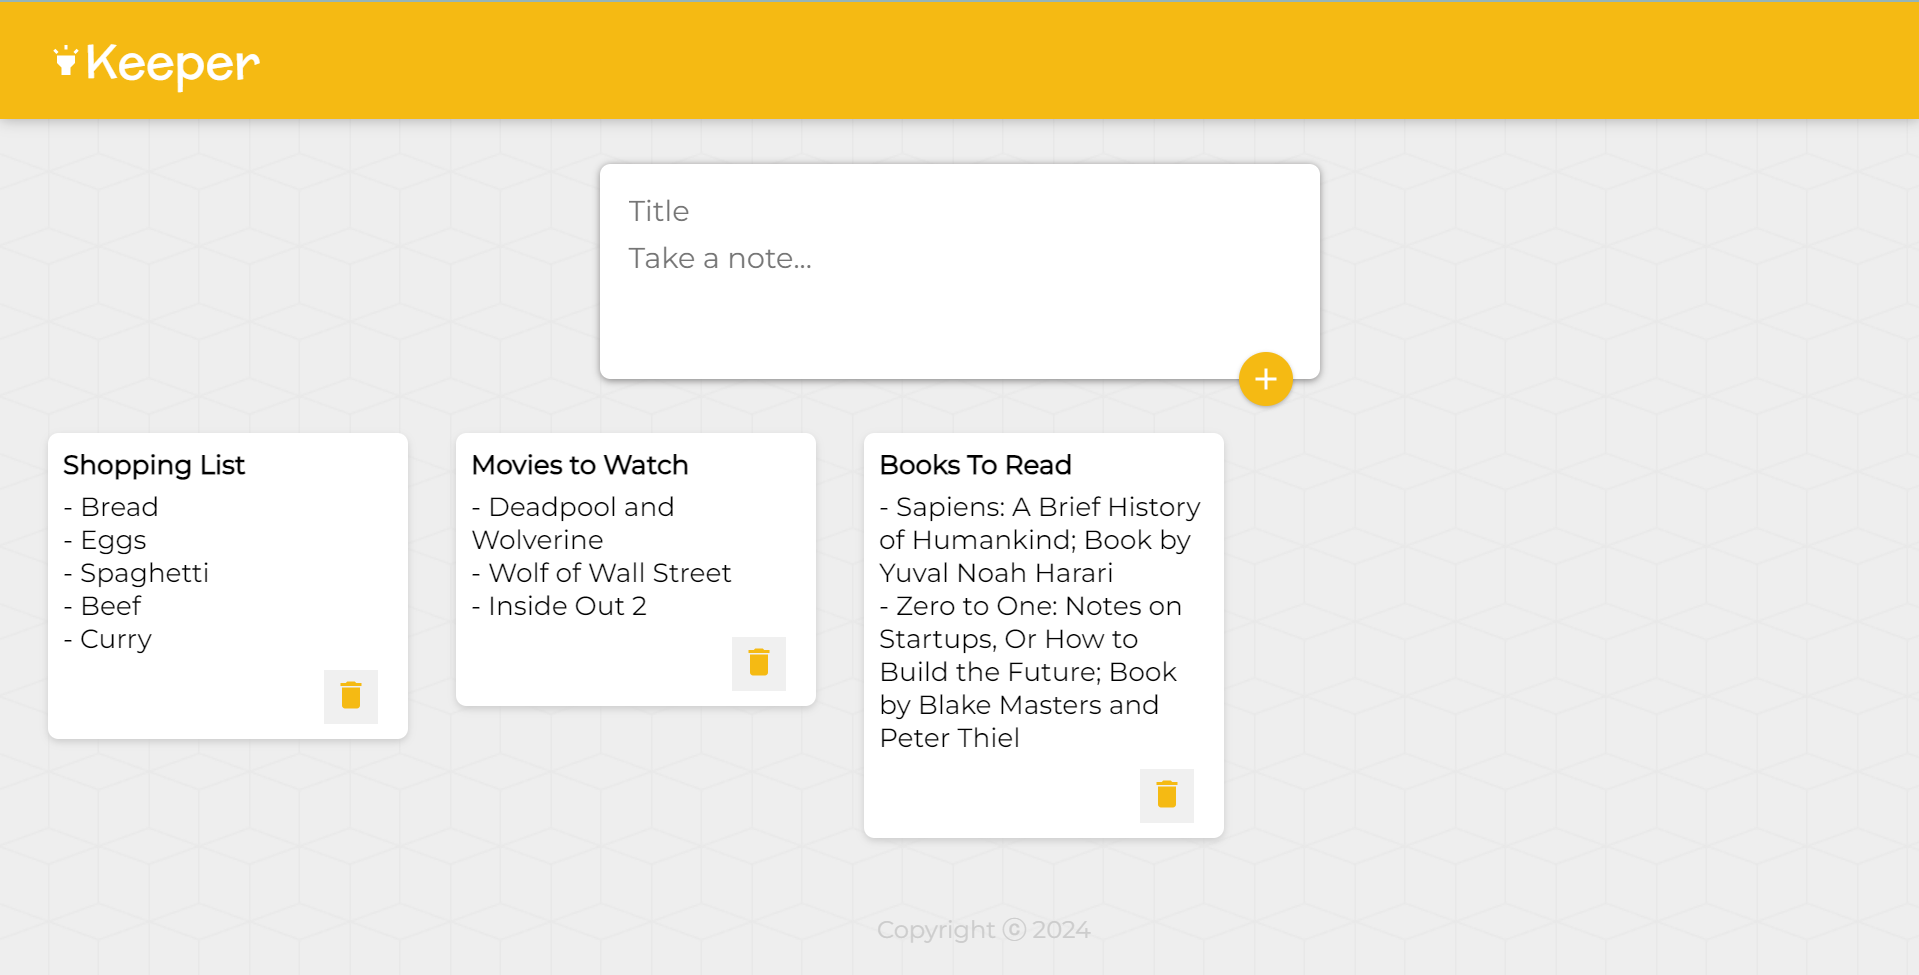 Keeper
Title
Take a note...
Shopping List
- Bread
- Eggs
- Spaghetti
- Beef
- Curry
Movies to Watch
- Deadpool and
Wolverine
- Wolf of Wall Street
- Inside Out 2
Books To Read
- Sapiens: A Brief History
of Humankind; Book by
Yuval Noah Harari
- Zero to One: Notes on
Startups, Or How to
Build the Future; Book
by Blake Masters and
Peter Thiel
Copyright ⓒ 2024